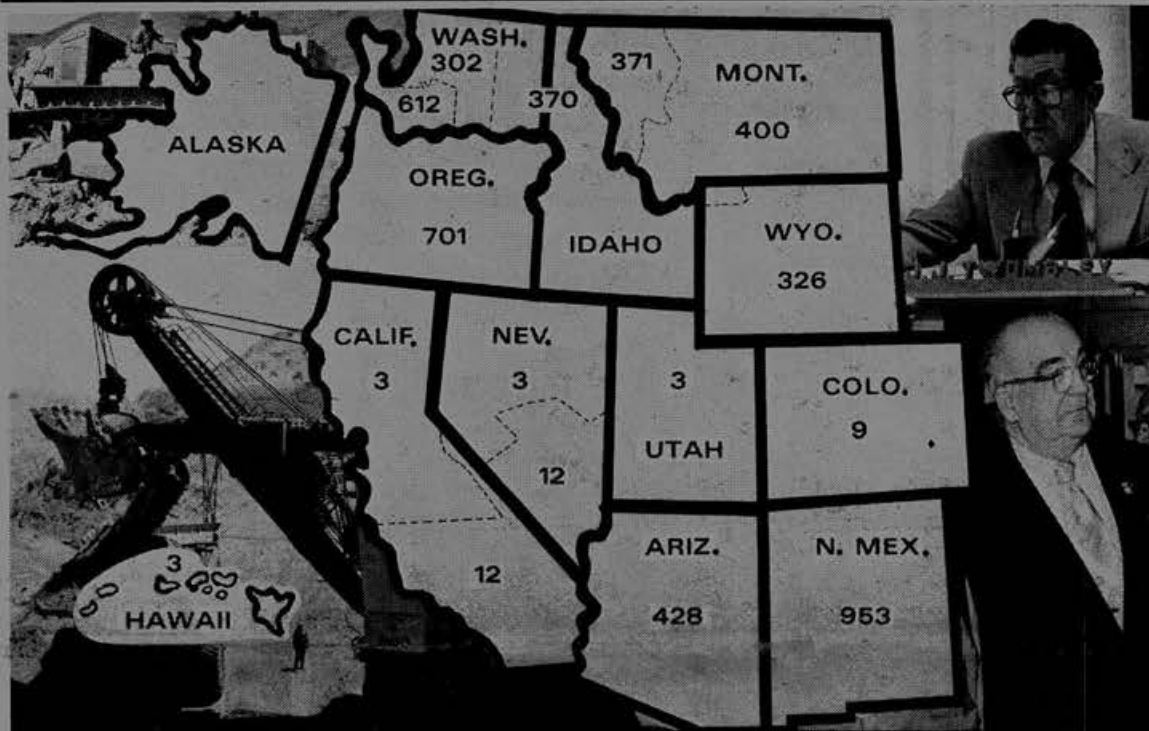 WASH.
302
371
MONT.
612
370
400
ALASKA
OREG.
701
IDAHO
WYO.
326
CALIF.
3
NEV.
3
3
UTAH
COLO.
9
12
12
3
HAWAII
ARIZ.
428
N. MEX.
953